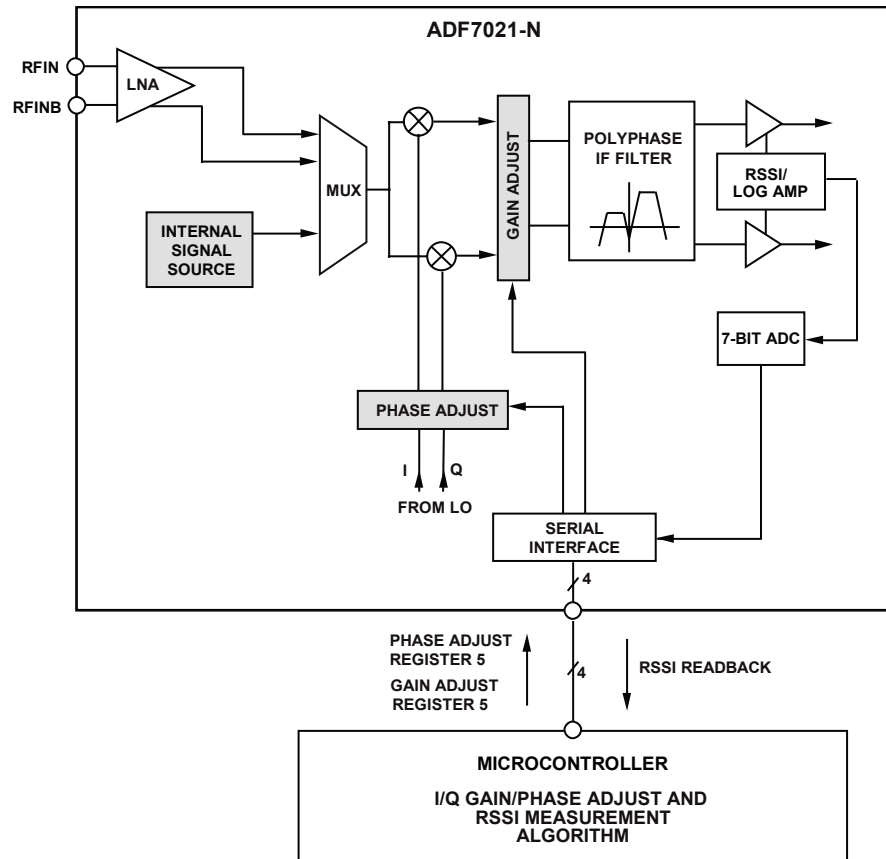 ADF7021-N
RFIN
RFINB
LNA
MUX
INTERNAL
SIGNAL
SOURCE
GAIN ADJUST
POLYPHASE
IF FILTER
RSSI/
LOG AMP
7-BIT ADC
PHASE ADJUST
I
Q
FROM LO
SERIAL
INTERFACE
4
PHASE ADJUST
REGISTER 5
GAIN ADJUST
REGISTER 5
4
RSSI READBACK
MICROCONTROLLER
I/Q GAIN/PHASE ADJUST AND
RSSI MEASUREMENT
ALGORITHM